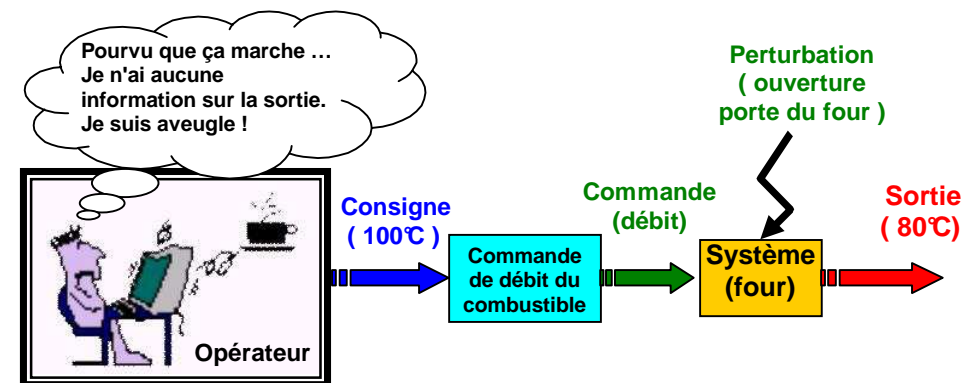 Pourvu que ça marche …
Je n'ai aucune
information sur la sortie.
Je suis aveugle !
Opérateur
Consigne
( 100°C )
Commande
de débit du
combustible
Commande
(débit)
Perturbation
( ouverture
porte du four )
Système
(four)
Sortie
( 80°C)